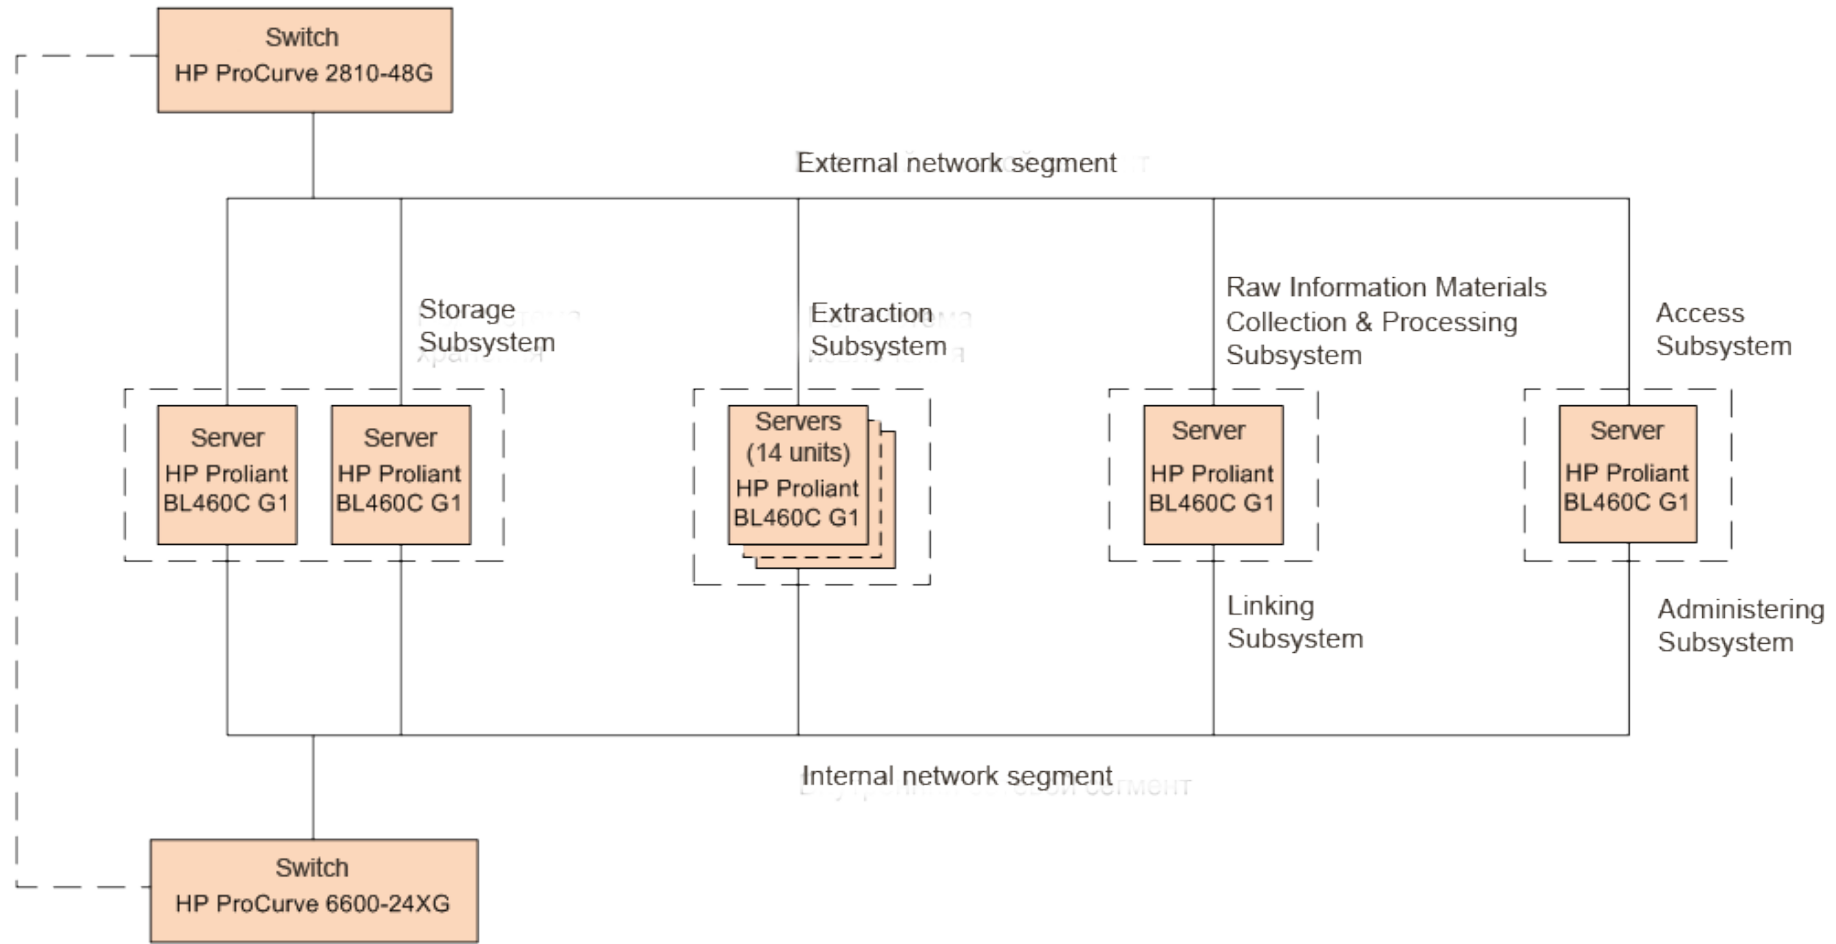 Switch
HP ProCurve 2810-48G
External network segment
Storage
Subsystem
Extraction
Subsystem
Raw Information Materials
Collection & Processing
Subsystem
Access
Subsystem
Server
HP Proliant
BL460C G1
Server
HP Proliant
BL460C G1
Servers
(14 units)
HP Proliant
BL460C G1
Server
HP Proliant
BL460C G1
Server
HP Proliant
BL460C G1
Linking
Subsystem
Administering
Subsystem
Internal network segment
Switch
HP ProCurve 6600-24XG